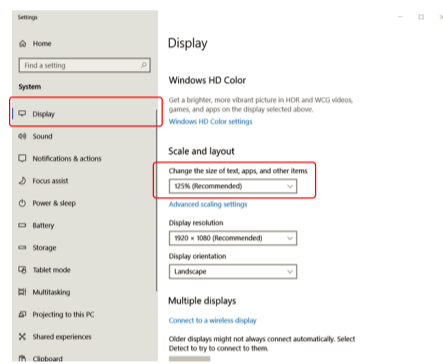 Settings
Home
Find a setting
System
Display
Sound
Notifications & actions
Focus assist
Power & sleep
Battery
Storage
Tablet mode
Multitasking
Projecting to this PC
Shared experiences
Clipboard
Display
Windows HD Color
Get a brighter, more vibrant picture in HDR and WCG videos,
games, and apps on the display selected above.
Windows HD Color settings
Scale and layout
Change the size of text, apps, and other items
125% (Recommended)
Advanced scaling settings
Display resolution
1920 × 1080 (Recommended)
Display orientation
Landscape
Multiple displays
Connect to a wireless display
Older displays might not always connect automatically. Select
Detect to try to connect to them.